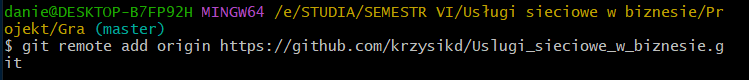 danie@DESKTOP-B7FP92H MINGW64 /e/STUDIA/SEMESTR VI/Usługi sieciowe w biznesie/Pr
ojekt/Gra (master)
$ git remote add origin https://github.com/krzysikd/Uslugi_sieciowe_w_biznesie.g
it